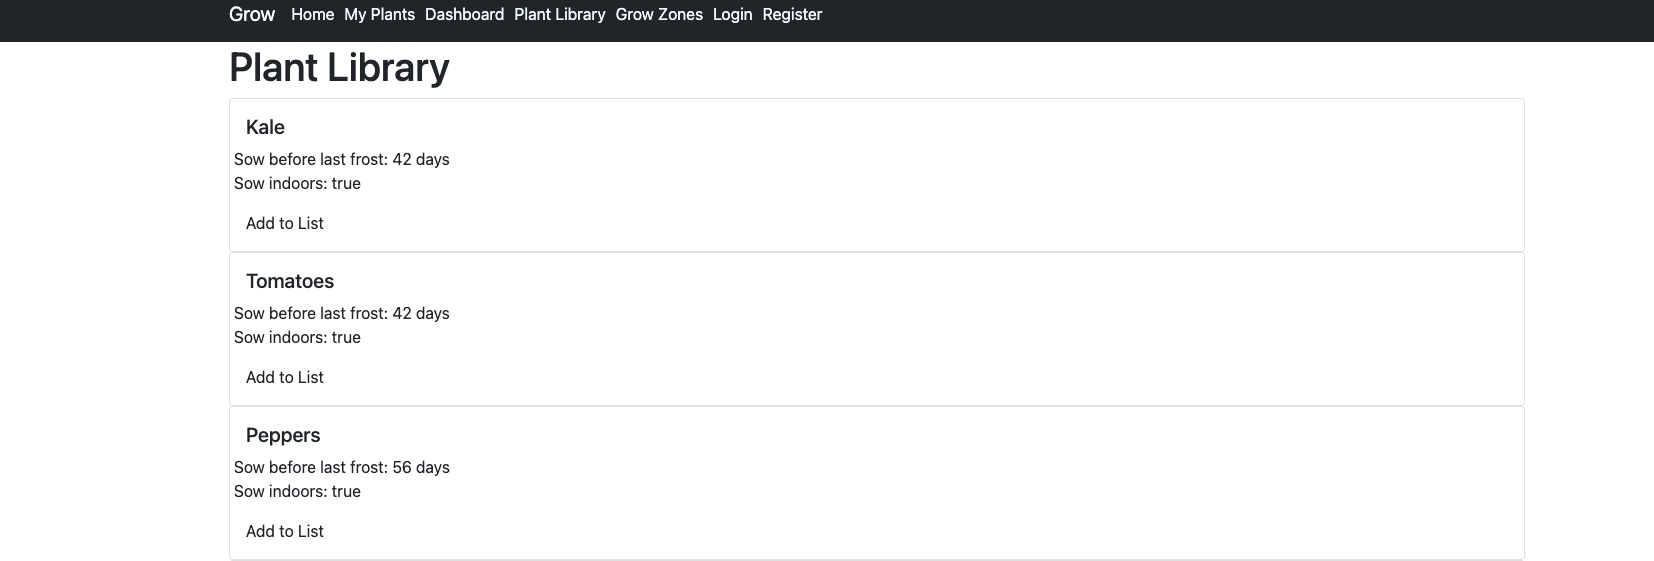 Grow Home My Plants Dashboard Plant Library Grow Zones Login Register
Plant Library
Kale
Sow before last frost: 42 days
Sow indoors: true
Add to List
Tomatoes
Sow before last frost: 42 days
Sow indoors: true
Add to List
Peppers
Sow before last frost: 56 days
Sow indoors: true
Add to List